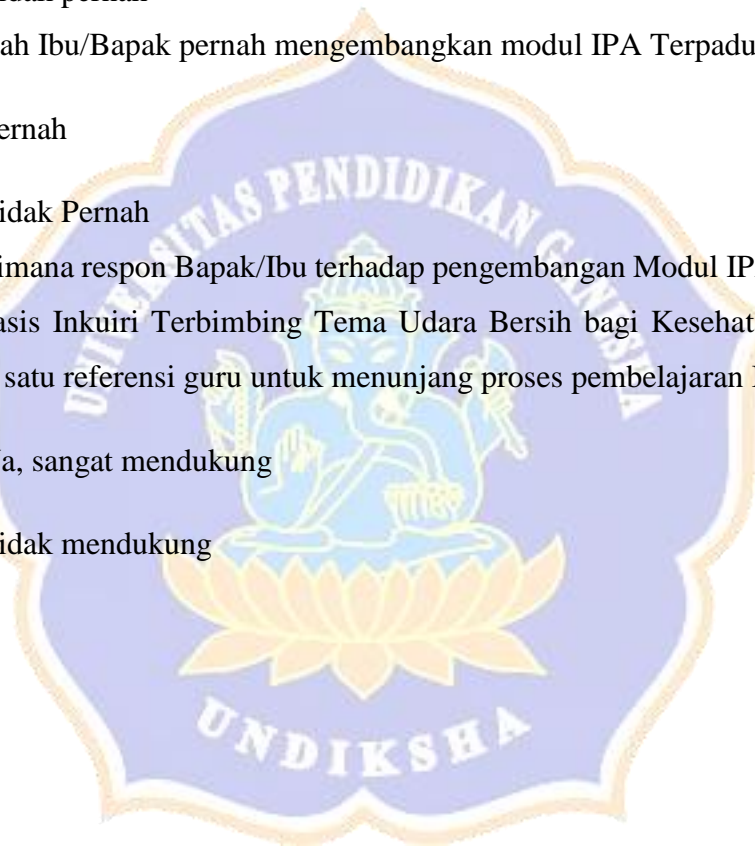 idak pernah
ah Ibu/Bapak pernah mengembangkan modul IPA Terpadu
ernah
idak Pernah
imana respon Bapak/Ibu terhadap pengembangan Modul IP
asis Inkuiri Terbimbing Tema Udara Bersih bagi Kesehat
satu referensi guru untuk menunjang proses pembelajaran
a, sangat mendukung
idak mendukung
UNIVERSITAS PENDIDIKAN GANESHA
UNDIKSHA